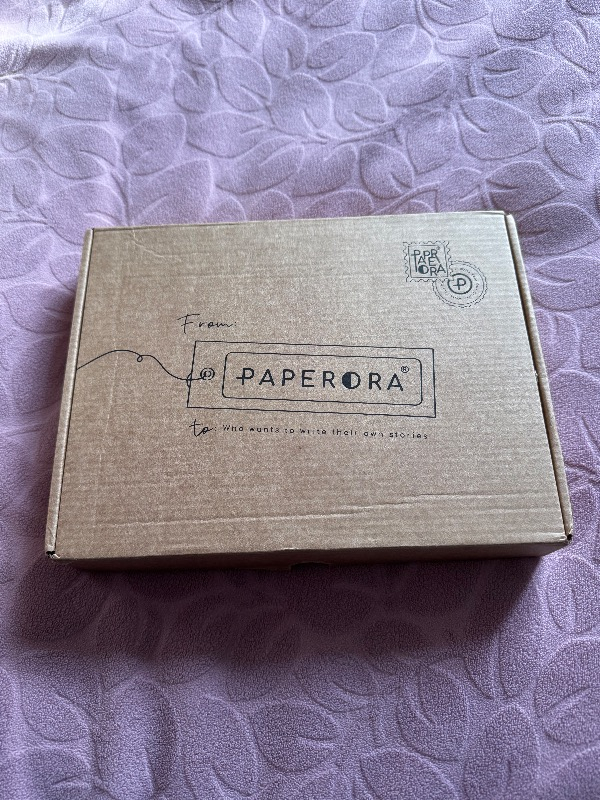 PAPERORA
P
From:
P
PAPERORA®
to: Who wants to write their own stories